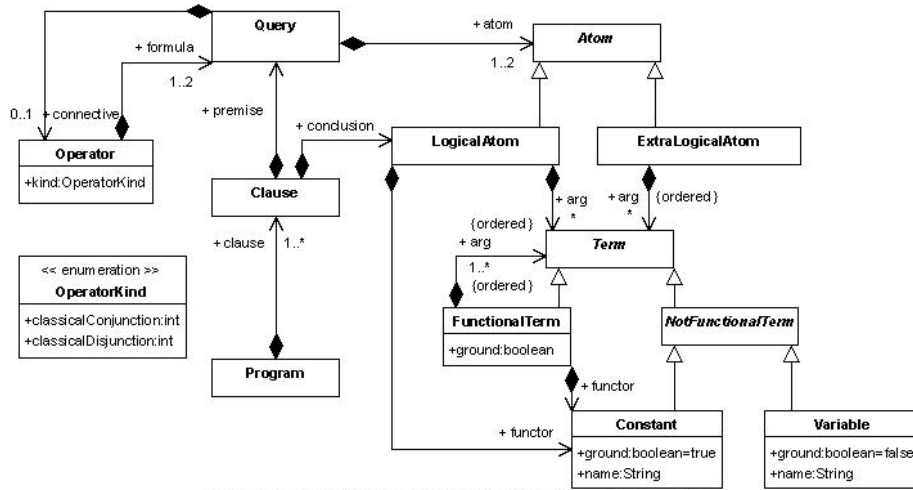 Query
+ atom
Atom
+ formula
1..2
1..2
0..1
+ connective
+ premise
+ conclusion
Operator
+kind:OperatorKind
LogicalAtom
ExtraLogicalAtom
Clause
+ arg
*
{ordered}
+ arg
*
{ordered}
+ clause
1..*
+ arg
1..*
{ordered}
Term
<< enumeration >>
OperatorKind
+classicalConjunction:int
+classicalDisjunction:int
FunctionalTerm
+ground:boolean
NotFunctionalTerm
Program
+ functor
+ functor
Constant
+ground:boolean=true
+name:String
Variable
+ground:boolean=false
+name:String